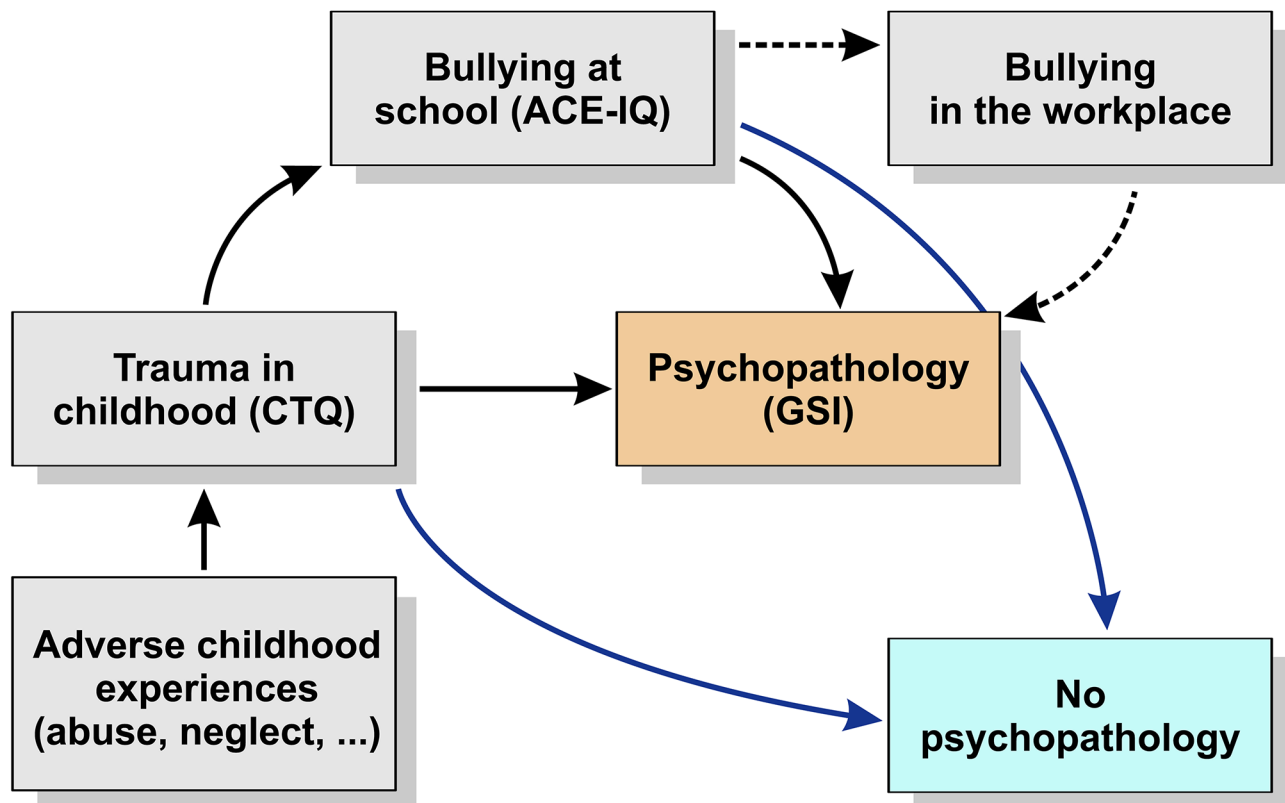 Bullying at
school (ACE-IQ)
Bullying
in the workplace
Trauma in
childhood (CTQ)
Psychopathology
(GSI)
Adverse childhood
experiences
(abuse, neglect, ...)
No
psychopathology